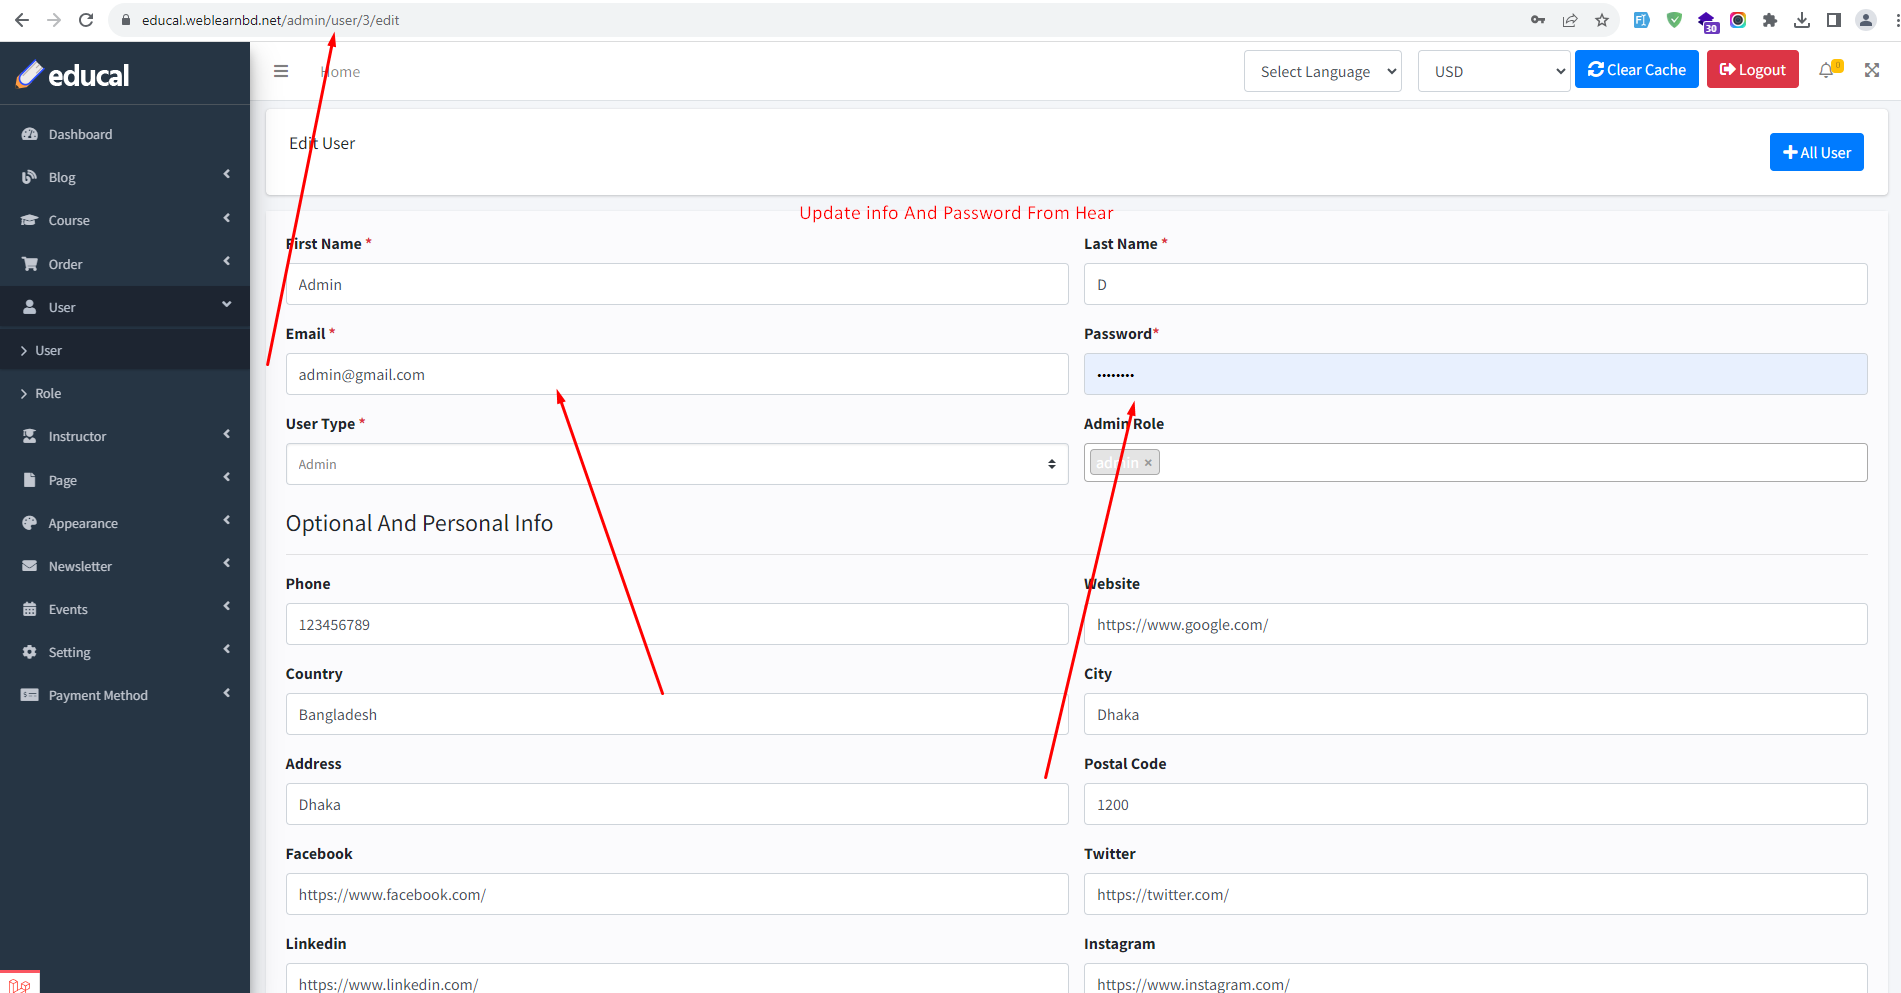 educal.weblearnbd.net/admin/user/3/edit
30
educal
Home
Select Language
USD
Clear Cache
Logout
0
Dashboard
Blog
Course
Order
User
User
Role
Instructor
Page
Appearance
Newsletter
Events
Setting
Payment Method
Edit User
All User
Update info And Password From Hear
First Name *
Last Name *
Admin
D
Email *
Password*
admin@gmail.com
••••••••
User Type *
Admin Role
Admin
admin ×
Optional And Personal Info
Phone
Website
123456789
https://www.google.com/
Country
City
Bangladesh
Dhaka
Address
Postal Code
Dhaka
1200
Facebook
Twitter
https://www.facebook.com/
https://twitter.com/
Linkedin
Instagram
https://www.linkedin.com/
https://www.instagram.com/